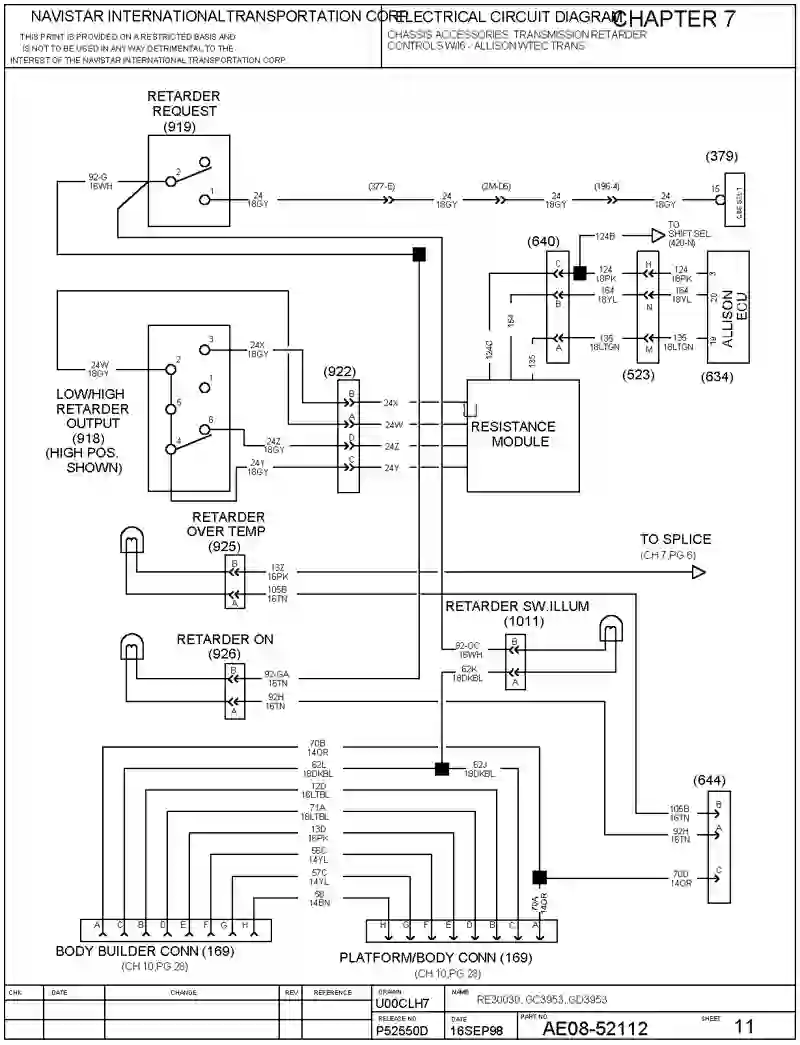 NAVISTAR INTERNATIONALTRANSPORTATION CORP.
THIS PRINT IS PROVIDED ON A RESTRICTED BASIS AND
IS NOT TO BE USED IN ANY WAY DETRIMENTAL TO THE
INTEREST OF THE NAVISTAR INTERNATIONAL TRANSPORTATION CORP
ELECTRICAL CIRCUIT DIAGRAM
CHAPTER 7
CHASSIS ACCESSORIES, TRANSMISSION RETARDER
CONTROLS W/I6 - ALLISON WTEC TRANS
RETARDER
REQUEST
(919)
92-G
16WH
2
1
24
18GY
(377-E)
24
18GY
(2M-D6)
24
18GY
(196-4)
24
18GY
15
(379)
124B
TO
SHIFT SEL
(420-N)
(640)
C
B
A
124
18PK
164
18YL
135
18LTGN
H
N
M
(523)
124
18PK
164
18YL
135
18LTGN
3
20
19
ALLISON
ECU
(634)
124C
164
135
24W
18GY
3
2
1
5
6
4
24X
18GY
24Z
18GY
24Y
18GY
(922)
B
A
D
C
24X
24W
24Z
24Y
RESISTANCE
MODULE
LOW/HIGH
RETARDER
OUTPUT
(918)
(HIGH POS.
SHOWN)
RETARDER
OVER TEMP
(925)
B
A
13Z
16PK
105B
16TN
TO SPLICE
(CH 7,PG 6)
RETARDER SW.ILLUM
(1011)
B
A
92-GC
16WH
62K
18DKBL
RETARDER ON
(926)
B
A
92-GA
16TN
92H
16TN
70B
14OR
62L
18DKBL
62J
18DKBL
12D
16LTBL
71A
18LTBL
13D
16PK
56C
14YL
57C
14YL
58
14BN
(644)
105B
16TN
B
92H
16TN
A
70D
14OR
C
70A
14OR
A C B D E F G H
BODY BUILDER CONN (169)
(CH 10,PG 28)
H G F E D B C A
PLATFORM/BODY CONN (169)
(CH 10,PG 28)
CHK
DATE
CHANGE
REV
REFERENCE
DRAWN
U00CLH7
NAME
RE30030, GC3953, GD3953
RELEASE NO
P52550D
DATE
16SEP98
PART NO.
AE08-52112
SHEET
11